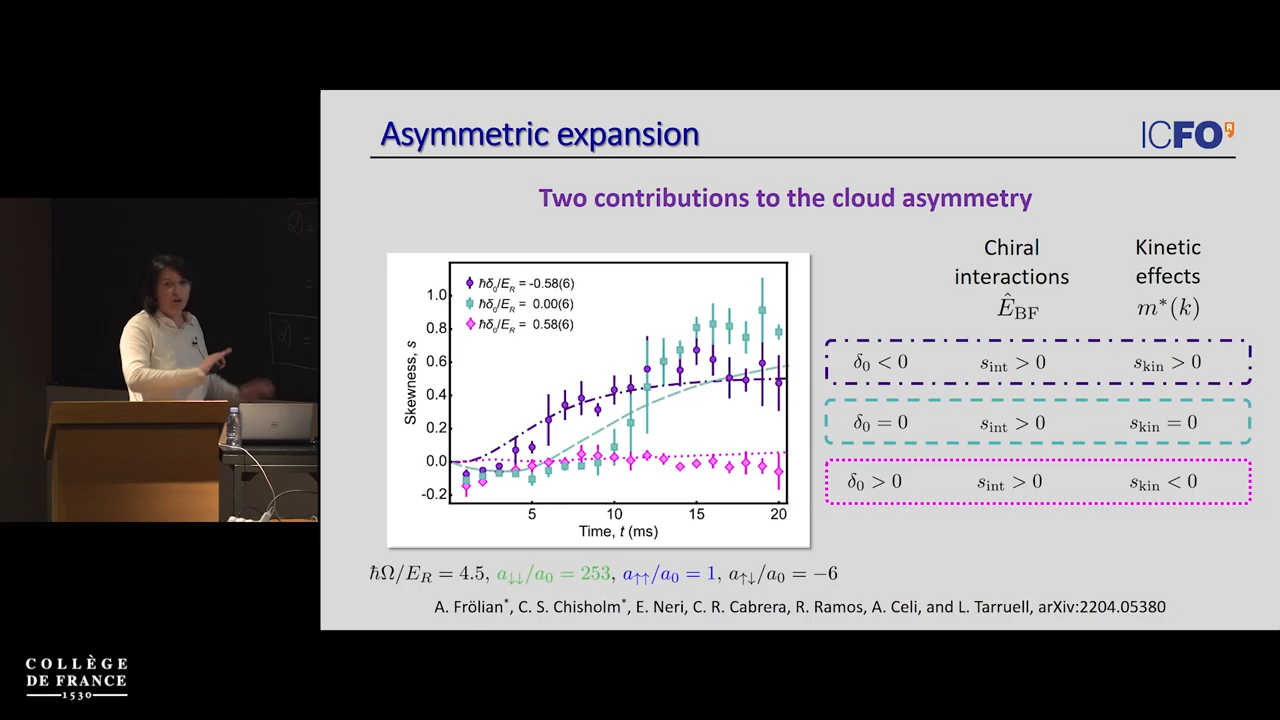 Asymmetric expansion
ICFO
Two contributions to the cloud asymmetry
Chiral interactions
Ê_BF
Kinetic effects
m*(k)
ħδ₀/E_R = -0.58(6)
ħδ₀/E_R = 0.00(6)
ħδ₀/E_R = 0.58(6)
Skewness, s
1.0
0.8
0.6
0.4
0.2
0.0
-0.2
5 10 15 20
Time, t (ms)
δ₀ < 0 s_int > 0 s_kin > 0
δ₀ = 0 s_int > 0 s_kin = 0
δ₀ > 0 s_int > 0 s_kin < 0
ħΩ/E_R = 4.5, a↓↓/a₀ = 253, a↑↑/a₀ = 1, a↑↓/a₀ = −6
A. Frölian*, C. S. Chisholm*, E. Neri, C. R. Cabrera, R. Ramos, A. Celi, and L. Tarruell, arXiv:2204.05380
COLLÈGE
DE FRANCE
1530